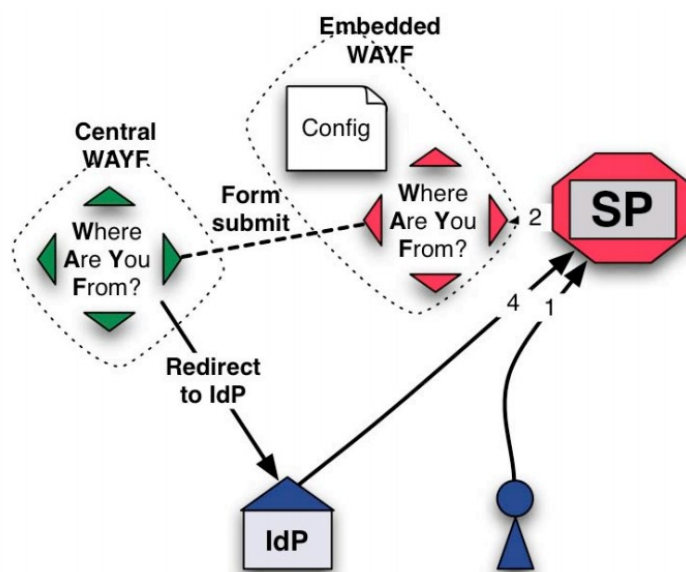 Embedded
WAYF
Config
Central
WAYF
Form
submit
Where
Are You
From?
Where
Are You
From?
2
SP
4
1
Redirect
to IdP
IdP